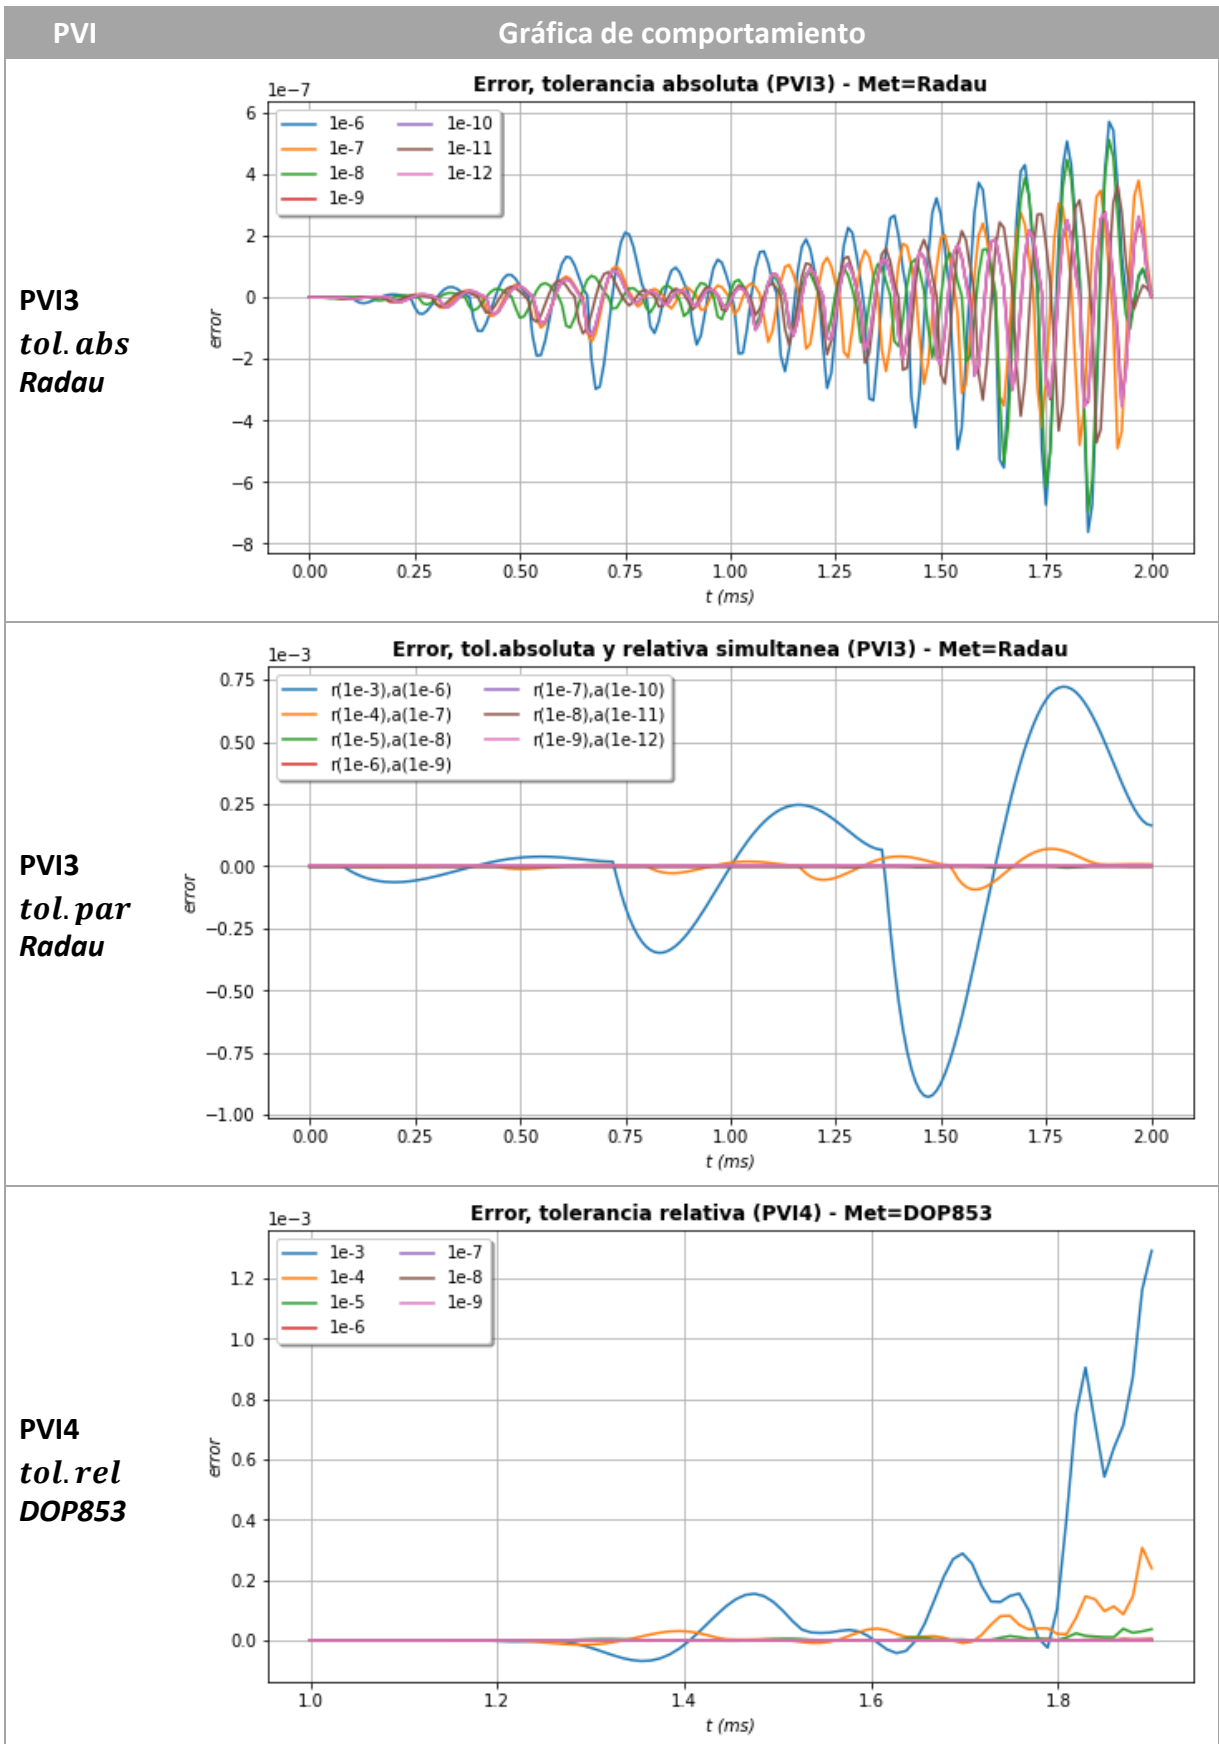 PVI Gráfica de comportamiento
PVI3
tol.abs
Radau
Error, tolerancia absoluta (PVI3) - Met=Radau
1e−7
1e-6 1e-10
1e-7 1e-11
1e-8 1e-12
1e-9
6
4
2
0
−2
−4
−6
−8
error
0.00 0.25 0.50 0.75 1.00 1.25 1.50 1.75 2.00
t (ms)
PVI3
tol.par
Radau
Error, tol.absoluta y relativa simultanea (PVI3) - Met=Radau
1e−3
r(1e-3),a(1e-6) r(1e-7),a(1e-10)
r(1e-4),a(1e-7) r(1e-8),a(1e-11)
r(1e-5),a(1e-8) r(1e-9),a(1e-12)
r(1e-6),a(1e-9)
0.75
0.50
0.25
0.00
−0.25
−0.50
−0.75
−1.00
error
0.00 0.25 0.50 0.75 1.00 1.25 1.50 1.75 2.00
t (ms)
PVI4
tol.rel
DOP853
Error, tolerancia relativa (PVI4) - Met=DOP853
1e−3
1e-3 1e-7
1e-4 1e-8
1e-5 1e-9
1e-6
1.2
1.0
0.8
0.6
0.4
0.2
0.0
error
1.0 1.2 1.4 1.6 1.8
t (ms)